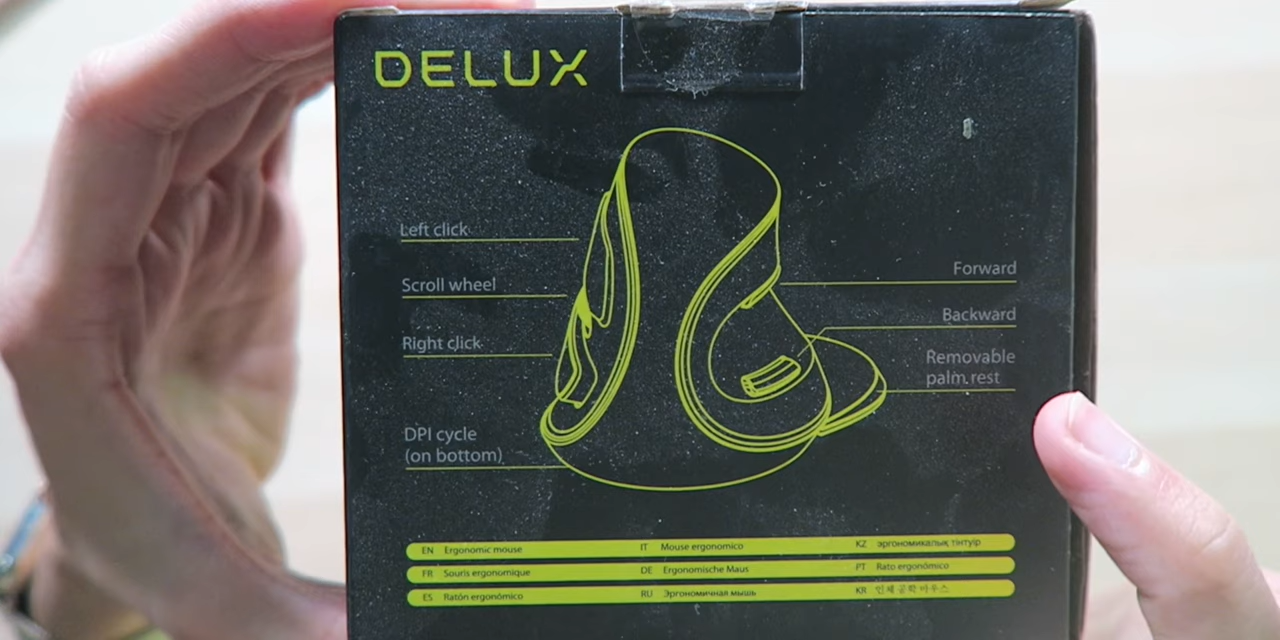 DELUX
Left click
Scroll wheel
Right click
DPI cycle
(on bottom)
Forward
Backward
Removable
palm rest
EN Ergonomic mouse
IT Mouse ergonomico
KZ эргономикалық тінтуір
FR Souris ergonomique
DE Ergonomische Maus
PT Rato ergonómico
ES Ratón ergonómico
RU Эргономичная мышь
KR 인체 공학 마우스